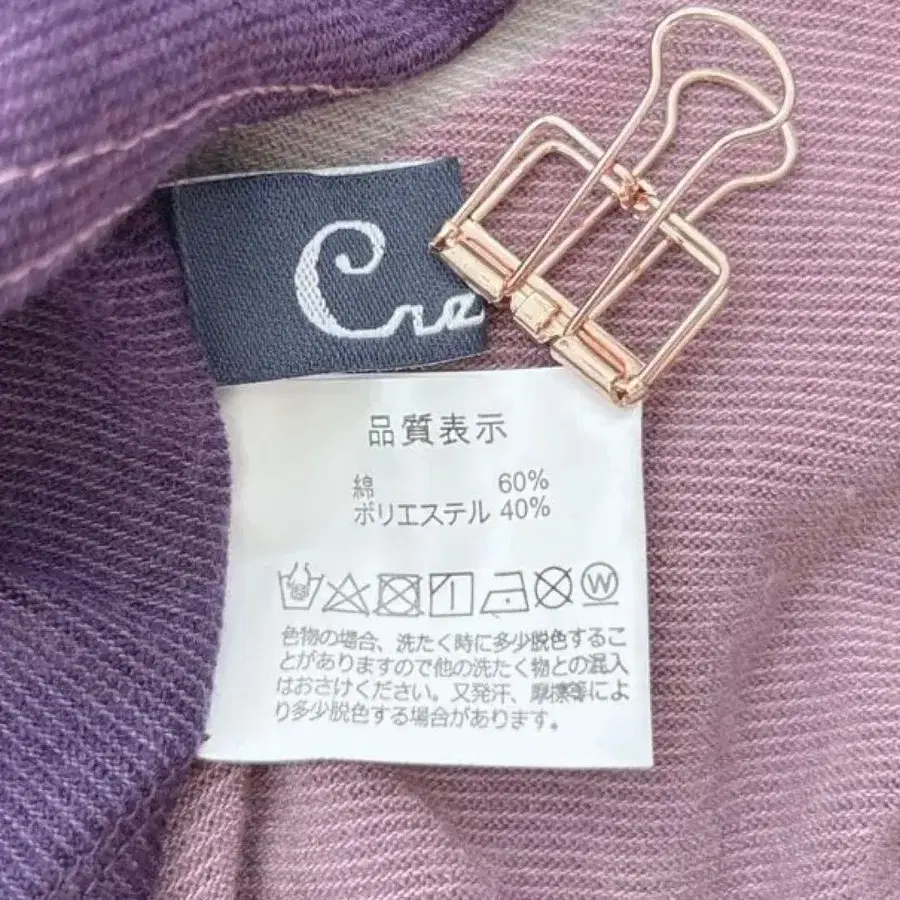 品質表示
綿 60%
ポリエステル 40%
W
色物の場合、洗たく時に多少脱色するこ
とがありますので他の洗たく物との混入
はおさけください。又発汗、摩擦等によ
り多少脱色する場合があります。